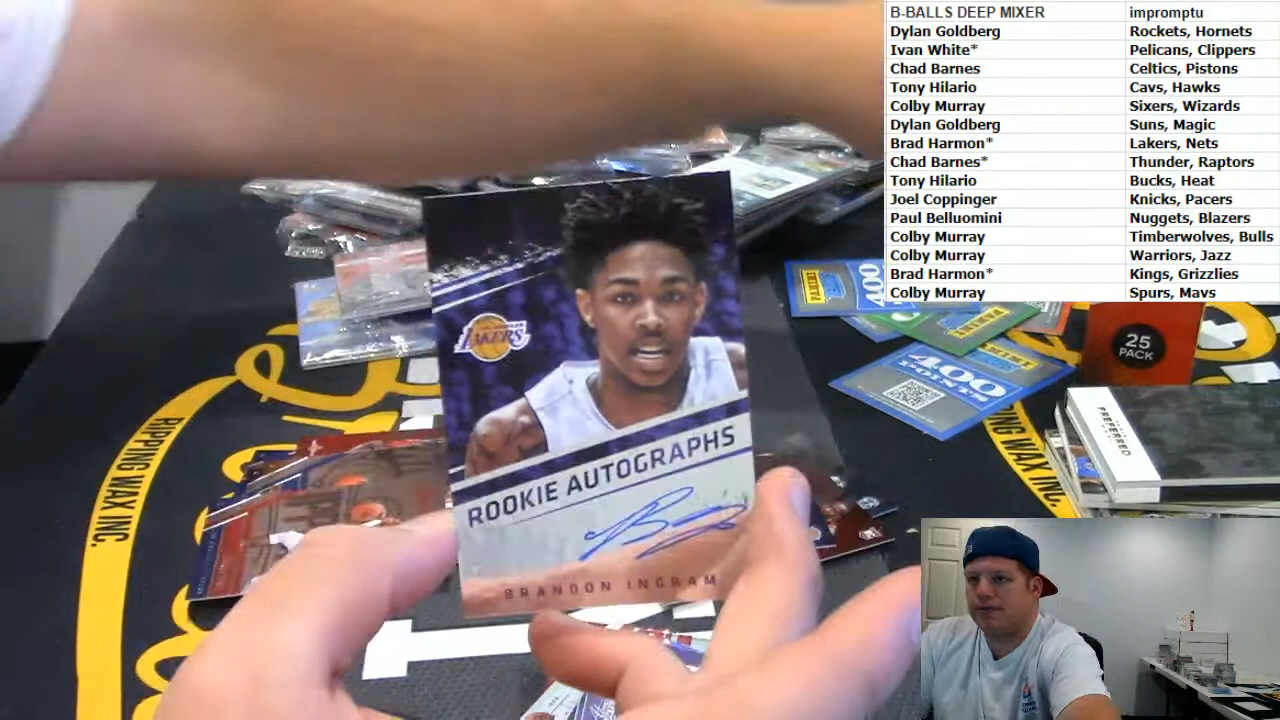 B-BALLS DEEP MIXER impromptu
Dylan Goldberg Rockets, Hornets
Ivan White* Pelicans, Clippers
Chad Barnes Celtics, Pistons
Tony Hilario Cavs, Hawks
Colby Murray Sixers, Wizards
Dylan Goldberg Suns, Magic
Brad Harmon* Lakers, Nets
Chad Barnes* Thunder, Raptors
Tony Hilario Bucks, Heat
Joel Coppinger Knicks, Pacers
Paul Belluomini Nuggets, Blazers
Colby Murray Timberwolves, Bulls
Colby Murray Warriors, Jazz
Brad Harmon* Kings, Grizzlies
Colby Murray Spurs, Mavs
LAKERS
ROOKIE AUTOGRAPHS
BRANDON INGRAM
PANINI
400
PANINI
PANINI
400
POINTS
25
PACK
PREFERRED
RIPPING WAX INC.
RIPPING WAX INC.